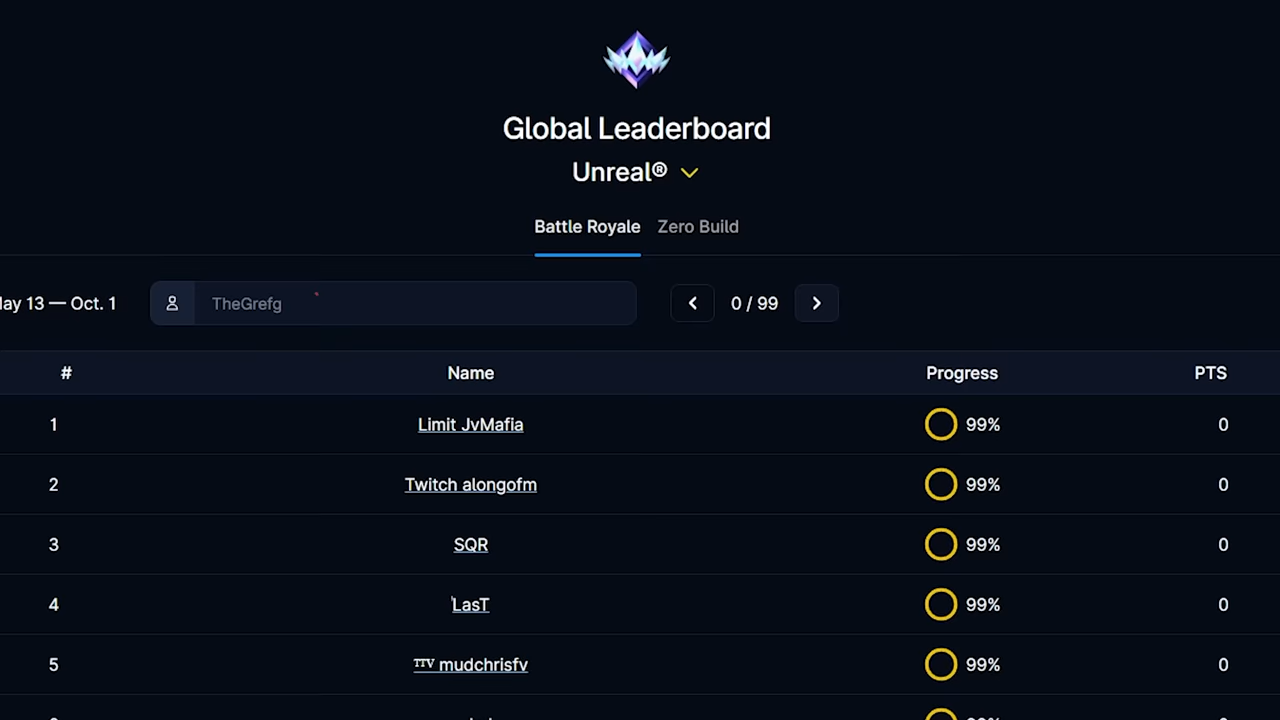 Global Leaderboard
Unreal®
Battle Royale Zero Build
ay 13 — Oct. 1 TheGrefg 0 / 99
# Name Progress PTS
1 Limit JvMafia 99% 0
2 Twitch alongofm 99% 0
3 SQR 99% 0
4 'LasT 99% 0
5 TTV mudchrisfv 99% 0